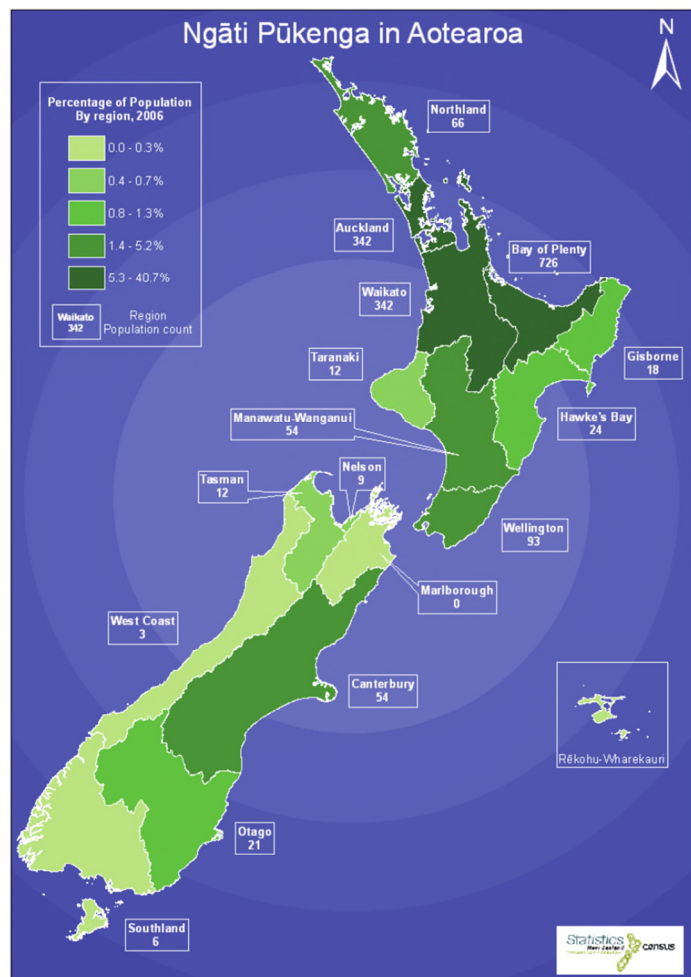 Ngāti Pūkenga in Aotearoa
N
Percentage of Population
By region, 2006
0.0 - 0.3%
0.4 - 0.7%
0.8 - 1.3%
1.4 - 5.2%
5.3 - 40.7%
Waikato
342
Region
Population count
Northland
66
Auckland
342
Bay of Plenty
726
Waikato
342
Taranaki
12
Gisborne
18
Manawatu-Wanganui
54
Hawke's Bay
24
Nelson
9
Tasman
12
Wellington
93
Marlborough
0
West Coast
3
Canterbury
54
Rēkohu-Wharekauri
Otago
21
Southland
6
Statistics
New Zealand
census